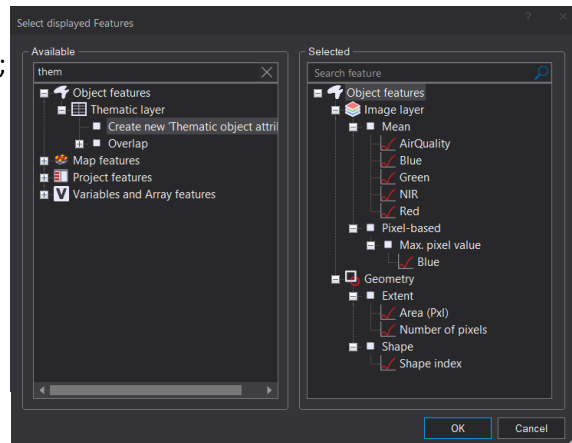 Select displayed Features
? ×
Available
;
them
Object features
Thematic layer
Create new 'Thematic object attri
Overlap
Map features
Project features
V Variables and Array features
Selected
Search feature
Object features
Image layer
Mean
AirQuality
Blue
Green
NIR
Red
Pixel-based
Max. pixel value
Blue
Geometry
Extent
Area (Pxl)
Number of pixels
Shape
Shape index
OK
Cancel